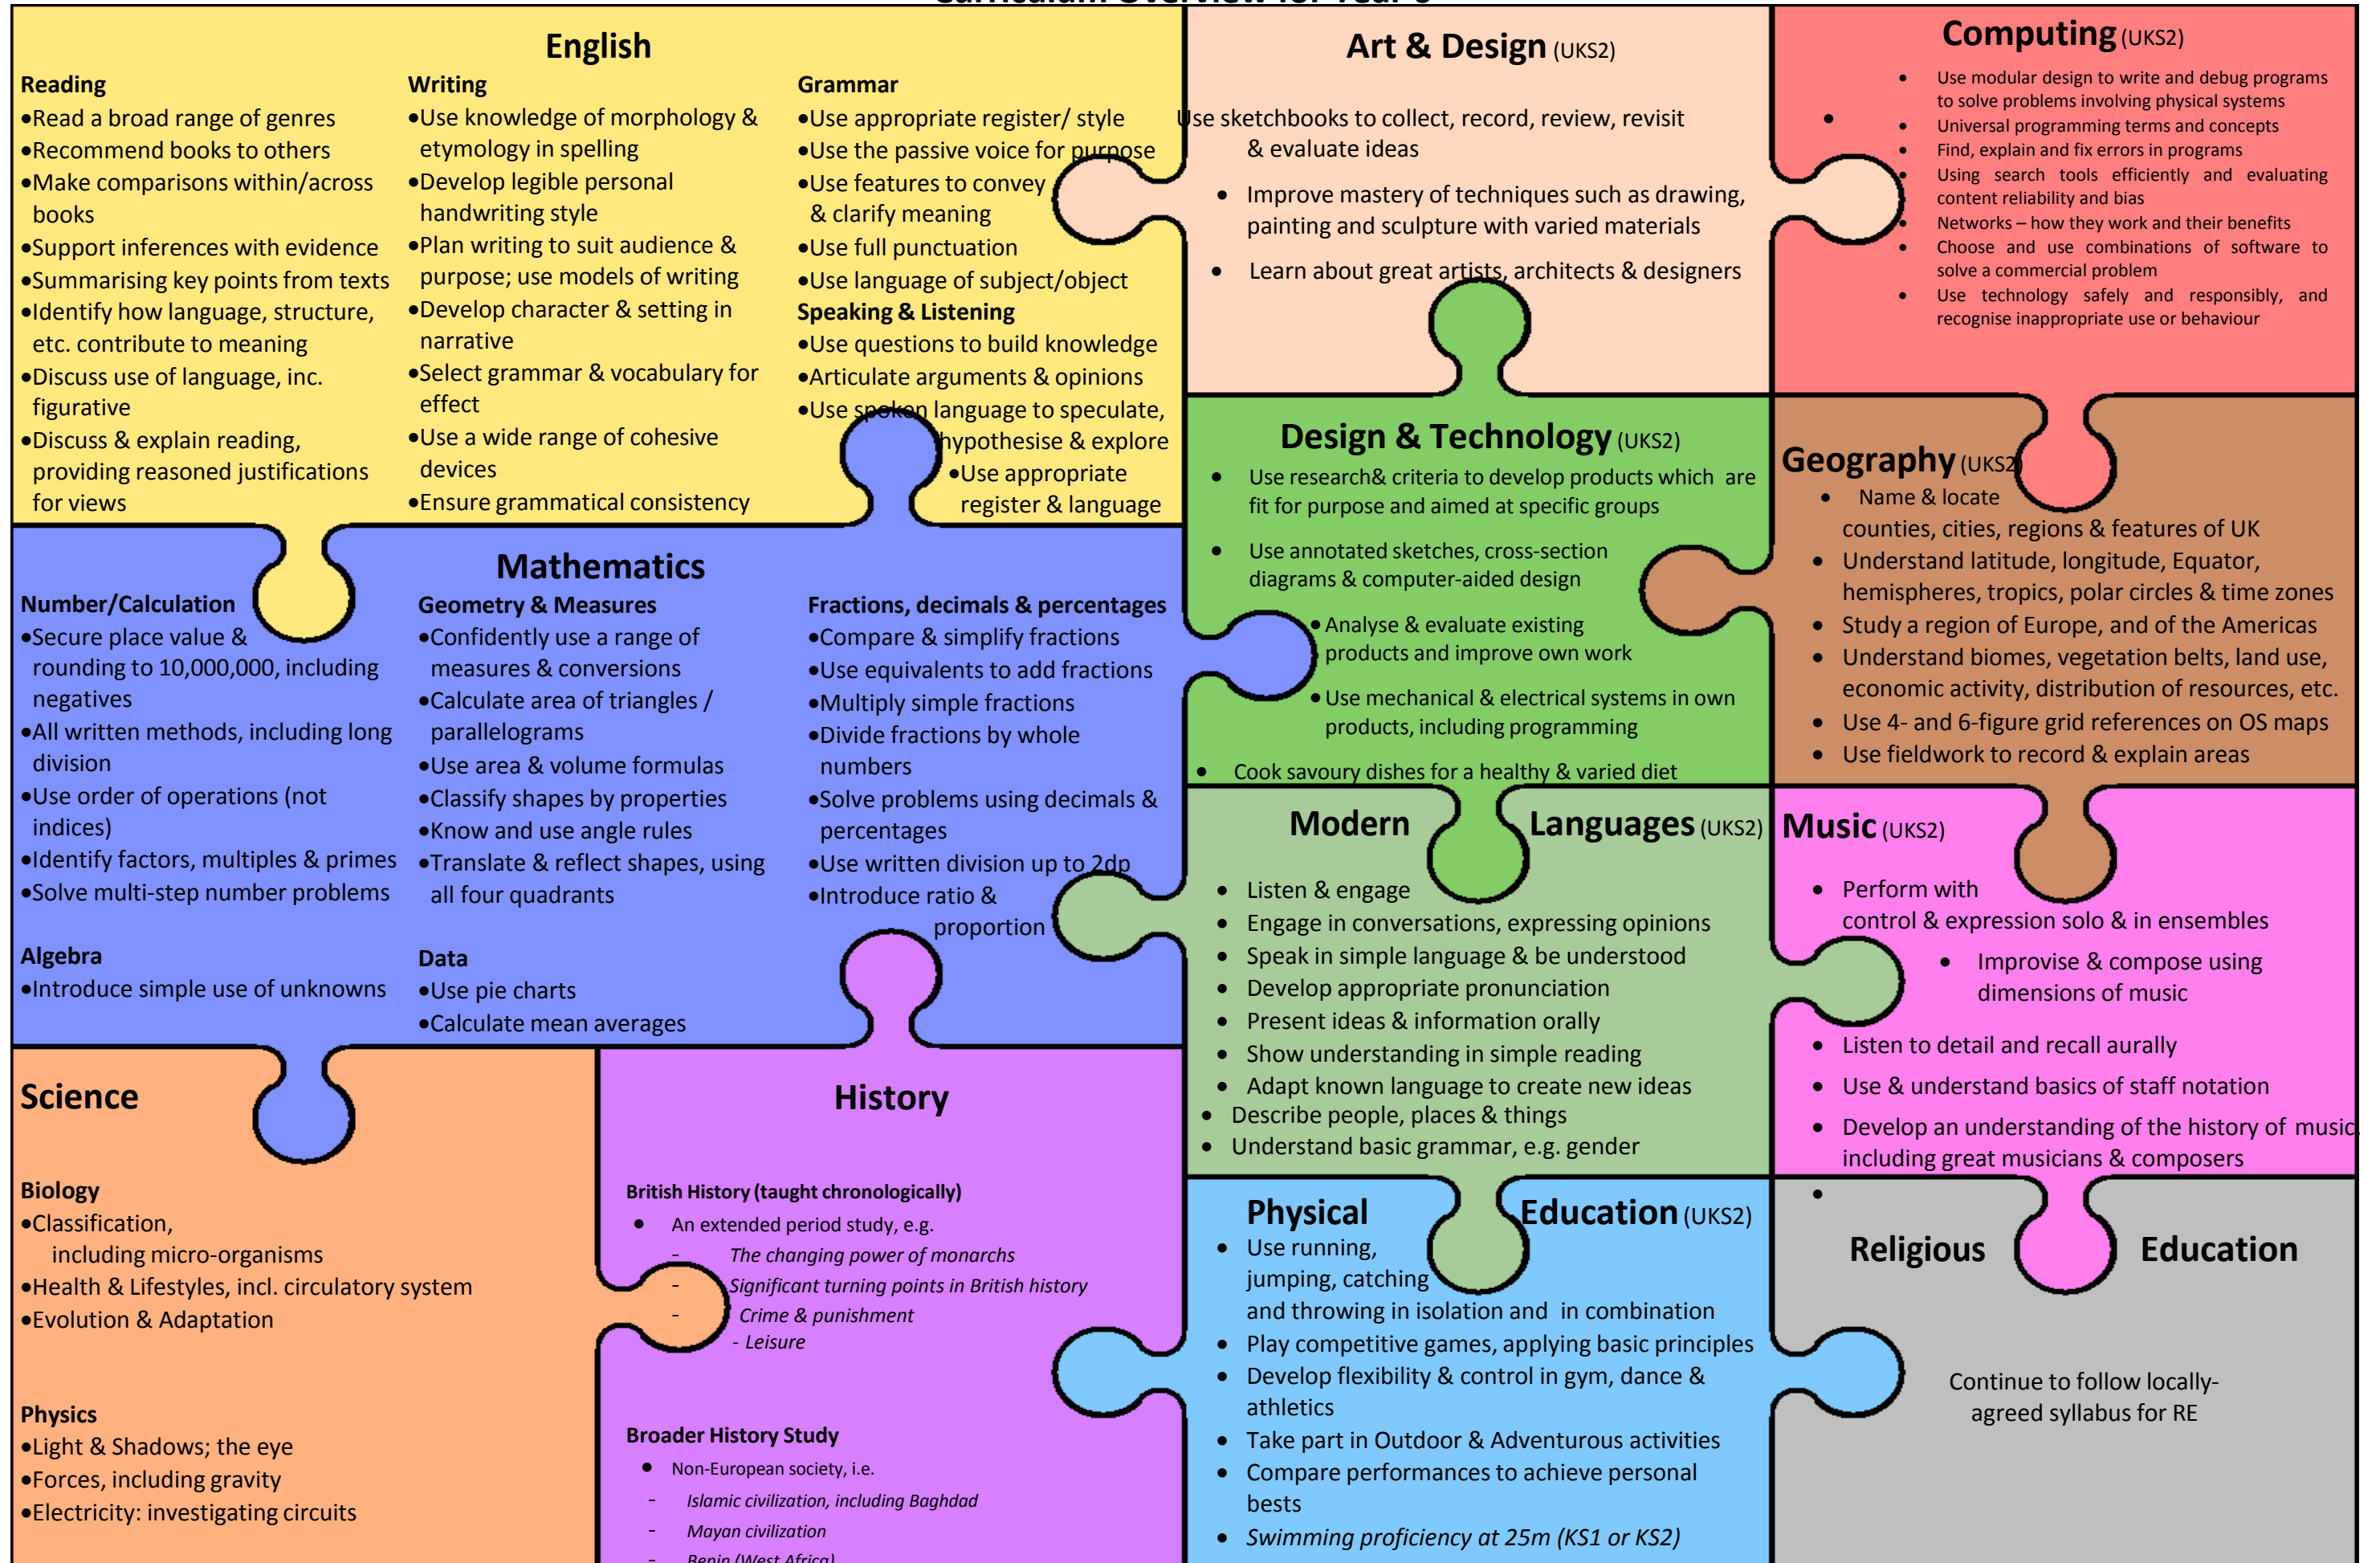 Curriculum Overview for Year 6
English
Reading
•Read a broad range of genres
•Recommend books to others
•Make comparisons within/across
books
•Support inferences with evidence
•Summarising key points from texts
•Identify how language, structure,
etc. contribute to meaning
•Discuss use of language, inc.
figurative
•Discuss & explain reading,
providing reasoned justifications
for views
Writing
•Use knowledge of morphology &
etymology in spelling
•Develop legible personal
handwriting style
•Plan writing to suit audience &
purpose; use models of writing
•Develop character & setting in
narrative
•Select grammar & vocabulary for
effect
•Use a wide range of cohesive
devices
•Ensure grammatical consistency
Grammar
•Use appropriate register/ style
•Use the passive voice for purpose
•Use features to convey
& clarify meaning
•Use full punctuation
•Use language of subject/object
Speaking & Listening
•Use questions to build knowledge
•Articulate arguments & opinions
•Use spoken language to speculate,
hypothesise & explore
•Use appropriate
register & language
Art & Design (UKS2)
Use sketchbooks to collect, record, review, revisit
& evaluate ideas
• Improve mastery of techniques such as drawing,
painting and sculpture with varied materials
• Learn about great artists, architects & designers
Computing (UKS2)
• Use modular design to write and debug programs
to solve problems involving physical systems
• Universal programming terms and concepts
• Find, explain and fix errors in programs
• Using search tools efficiently and evaluating
content reliability and bias
• Networks – how they work and their benefits
• Choose and use combinations of software to
solve a commercial problem
• Use technology safely and responsibly, and
recognise inappropriate use or behaviour
Mathematics
Number/Calculation
•Secure place value &
rounding to 10,000,000, including
negatives
•All written methods, including long
division
•Use order of operations (not
indices)
•Identify factors, multiples & primes
•Solve multi-step number problems
Algebra
•Introduce simple use of unknowns
Geometry & Measures
•Confidently use a range of
measures & conversions
•Calculate area of triangles /
parallelograms
•Use area & volume formulas
•Classify shapes by properties
•Know and use angle rules
•Translate & reflect shapes, using
all four quadrants
Data
•Use pie charts
•Calculate mean averages
Fractions, decimals & percentages
•Compare & simplify fractions
•Use equivalents to add fractions
•Multiply simple fractions
•Divide fractions by whole
numbers
•Solve problems using decimals &
percentages
•Use written division up to 2dp
•Introduce ratio &
proportion
Design & Technology (UKS2)
• Use research& criteria to develop products which are
fit for purpose and aimed at specific groups
• Use annotated sketches, cross-section
diagrams & computer-aided design
• Analyse & evaluate existing
products and improve own work
• Use mechanical & electrical systems in own
products, including programming
• Cook savoury dishes for a healthy & varied diet
Geography (UKS2)
• Name & locate
counties, cities, regions & features of UK
• Understand latitude, longitude, Equator,
hemispheres, tropics, polar circles & time zones
• Study a region of Europe, and of the Americas
• Understand biomes, vegetation belts, land use,
economic activity, distribution of resources, etc.
• Use 4- and 6-figure grid references on OS maps
• Use fieldwork to record & explain areas
Modern Languages (UKS2)
• Listen & engage
• Engage in conversations, expressing opinions
• Speak in simple language & be understood
• Develop appropriate pronunciation
• Present ideas & information orally
• Show understanding in simple reading
• Adapt known language to create new ideas
• Describe people, places & things
• Understand basic grammar, e.g. gender
Music (UKS2)
• Perform with
control & expression solo & in ensembles
• Improvise & compose using
dimensions of music
• Listen to detail and recall aurally
• Use & understand basics of staff notation
• Develop an understanding of the history of music,
including great musicians & composers
Science
Biology
•Classification,
including micro-organisms
•Health & Lifestyles, incl. circulatory system
•Evolution & Adaptation
Physics
•Light & Shadows; the eye
•Forces, including gravity
•Electricity: investigating circuits
History
British History (taught chronologically)
• An extended period study, e.g.
- The changing power of monarchs
- Significant turning points in British history
- Crime & punishment
- Leisure
Broader History Study
• Non-European society, i.e.
- Islamic civilization, including Baghdad
- Mayan civilization
- Benin (West Africa)
Physical Education (UKS2)
• Use running,
jumping, catching
and throwing in isolation and in combination
• Play competitive games, applying basic principles
• Develop flexibility & control in gym, dance &
athletics
• Take part in Outdoor & Adventurous activities
• Compare performances to achieve personal
bests
• Swimming proficiency at 25m (KS1 or KS2)
Religious Education
Continue to follow locally-
agreed syllabus for RE